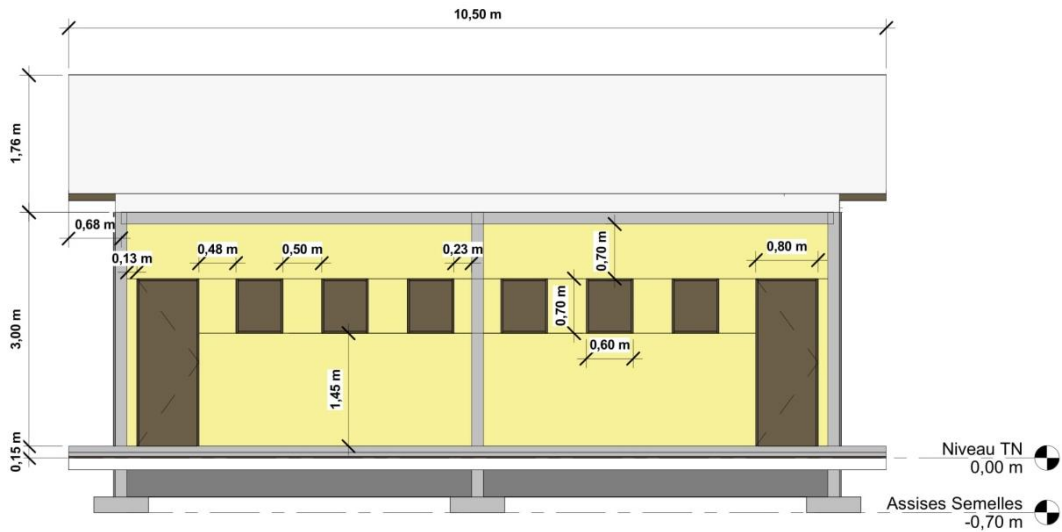 10,50 m
1,76 m
0,68 m
0,13 m
0,48 m
0,50 m
0,23 m
0,70 m
0,80 m
3,00 m
0,70 m
0,60 m
1,45 m
0,15 m
Niveau TN
0,00 m
Assises Semelles
-0,70 m